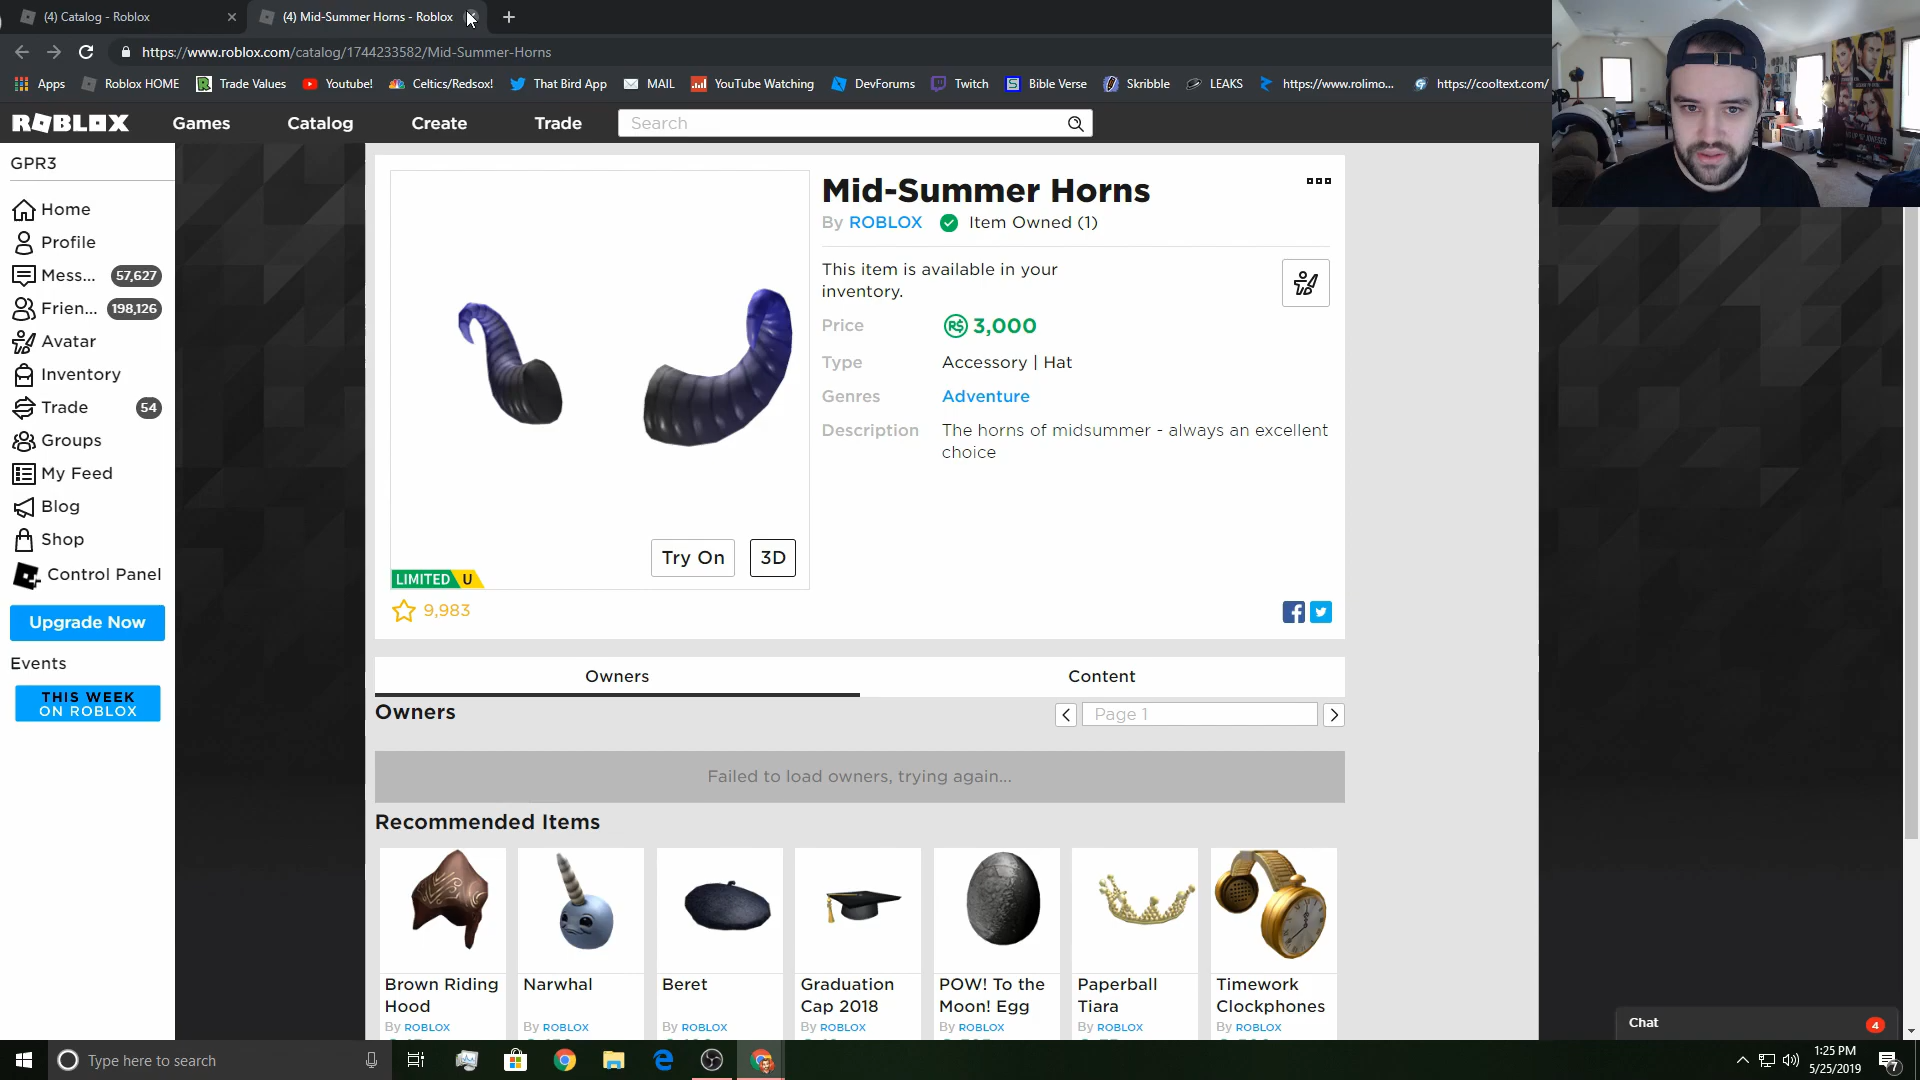 (4) Catalog - Roblox
(4) Mid-Summer Horns - Roblox
https://www.roblox.com/catalog/1744233582/Mid-Summer-Horns
Apps
Roblox HOME
Trade Values
Youtube!
Celtics/Redsox!
That Bird App
MAIL
YouTube Watching
DevForums
Twitch
Bible Verse
Skribble
LEAKS
https://www.rolimo...
https://cooltext.com/
ROBLOX
Games
Catalog
Create
Trade
Search
GPR3
Home
Profile
Mess... 57,627
Frien... 198,126
Avatar
Inventory
Trade 54
Groups
My Feed
Blog
Shop
Control Panel
Upgrade Now
Events
THIS WEEK
ON ROBLOX
Mid-Summer Horns
By ROBLOX Item Owned (1)
This item is available in your
inventory.
Price R$ 3,000
Type Accessory | Hat
Genres Adventure
Description The horns of midsummer - always an excellent
choice
Try On 3D
LIMITED U
9,983
Owners
Content
Owners
Page 1
Failed to load owners, trying again...
Recommended Items
Brown Riding
Hood
By ROBLOX
Narwhal
By ROBLOX
Beret
By ROBLOX
Graduation
Cap 2018
By ROBLOX
POW! To the
Moon! Egg
By ROBLOX
Paperball
Tiara
By ROBLOX
Timework
Clockphones
By ROBLOX
Chat 4
Type here to search
1:25 PM
5/25/2019
7